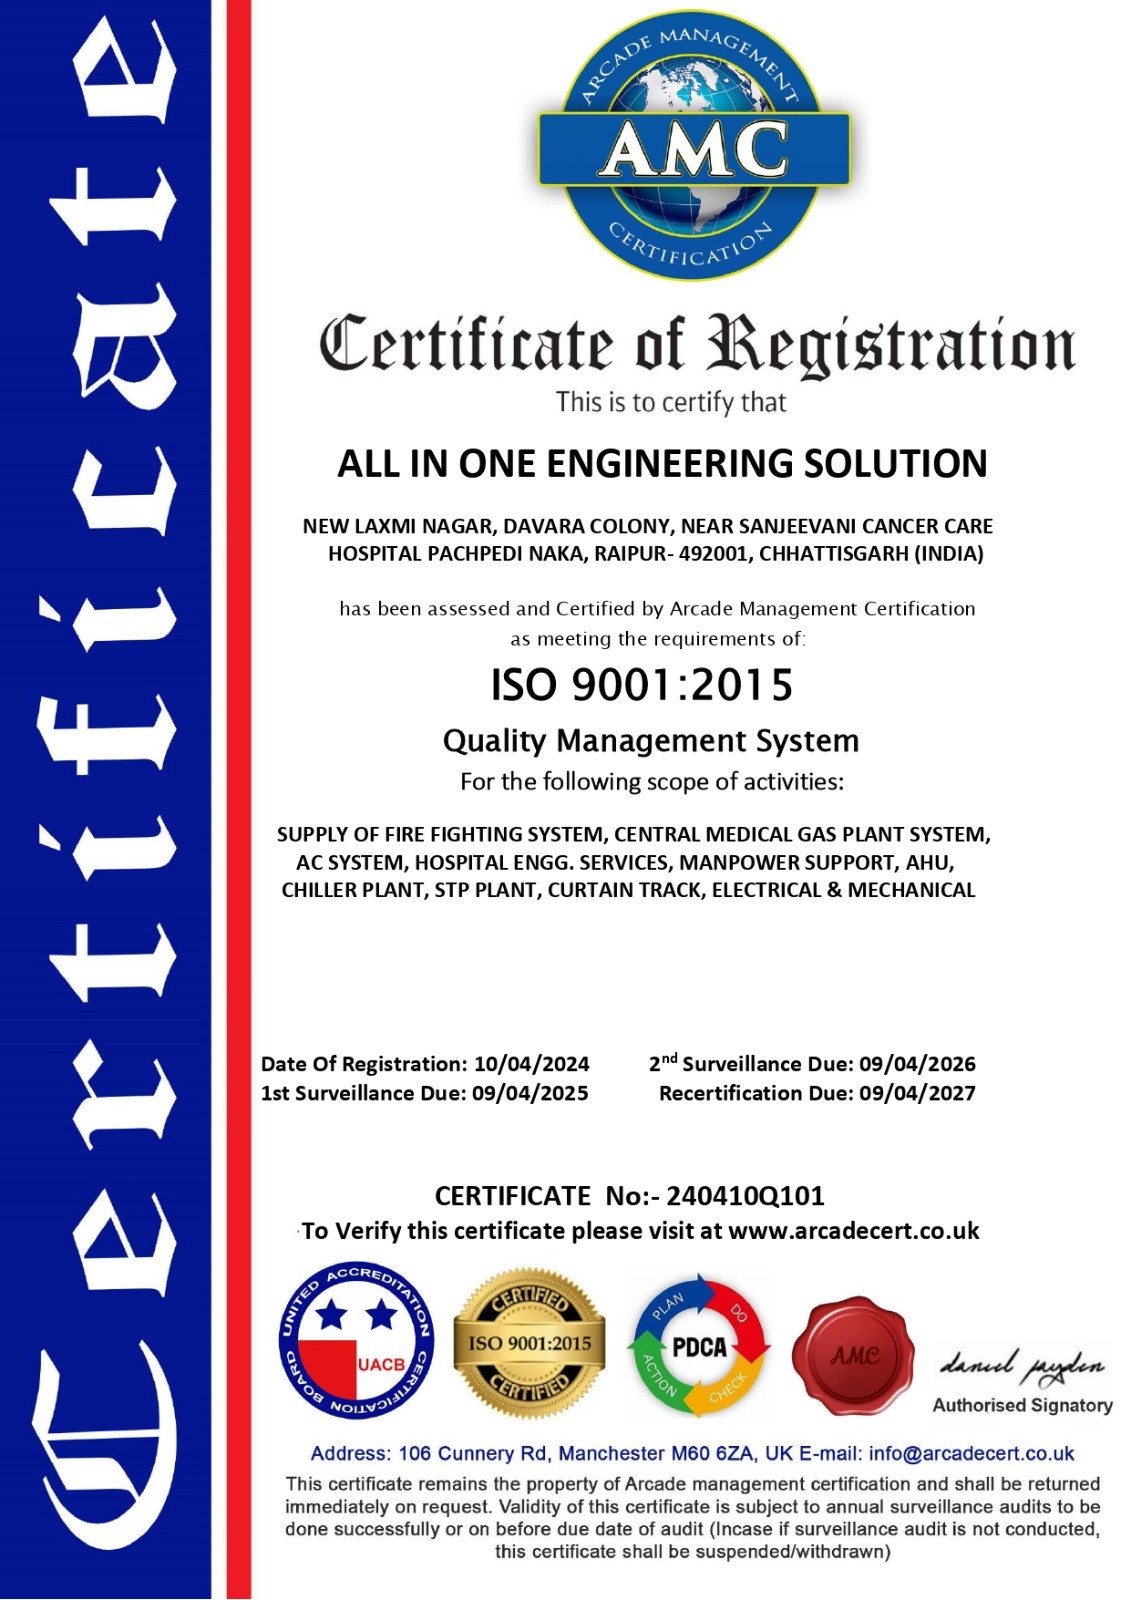 Certificate
ARCADE MANAGEMENT
AMC
CERTIFICATION
Certificate of Registration
This is to certify that
ALL IN ONE ENGINEERING SOLUTION
NEW LAXMI NAGAR, DAVARA COLONY, NEAR SANJEEVANI CANCER CARE
HOSPITAL PACHPEDI NAKA, RAIPUR- 492001, CHHATTISGARH (INDIA)
has been assessed and Certified by Arcade Management Certification
as meeting the requirements of:
ISO 9001:2015
Quality Management System
For the following scope of activities:
SUPPLY OF FIRE FIGHTING SYSTEM, CENTRAL MEDICAL GAS PLANT SYSTEM,
AC SYSTEM, HOSPITAL ENGG. SERVICES, MANPOWER SUPPORT, AHU,
CHILLER PLANT, STP PLANT, CURTAIN TRACK, ELECTRICAL & MECHANICAL
Date Of Registration: 10/04/2024 2nd Surveillance Due: 09/04/2026
1st Surveillance Due: 09/04/2025 Recertification Due: 09/04/2027
CERTIFICATE No:- 240410Q101
To Verify this certificate please visit at www.arcadecert.co.uk
UNITED ACCREDITATION CERTIFICATION BOARD
UACB
CERTIFIED
ISO 9001:2015
CERTIFIED
PLAN
DO
PDCA
ACTION
CHECK
AMC
daniel jayden
Authorised Signatory
Address: 106 Cunnery Rd, Manchester M60 6ZA, UK E-mail: info@arcadecert.co.uk
This certificate remains the property of Arcade management certification and shall be returned
immediately on request. Validity of this certificate is subject to annual surveillance audits to be
done successfully or on before due date of audit (Incase if surveillance audit is not conducted,
this certificate shall be suspended/withdrawn)